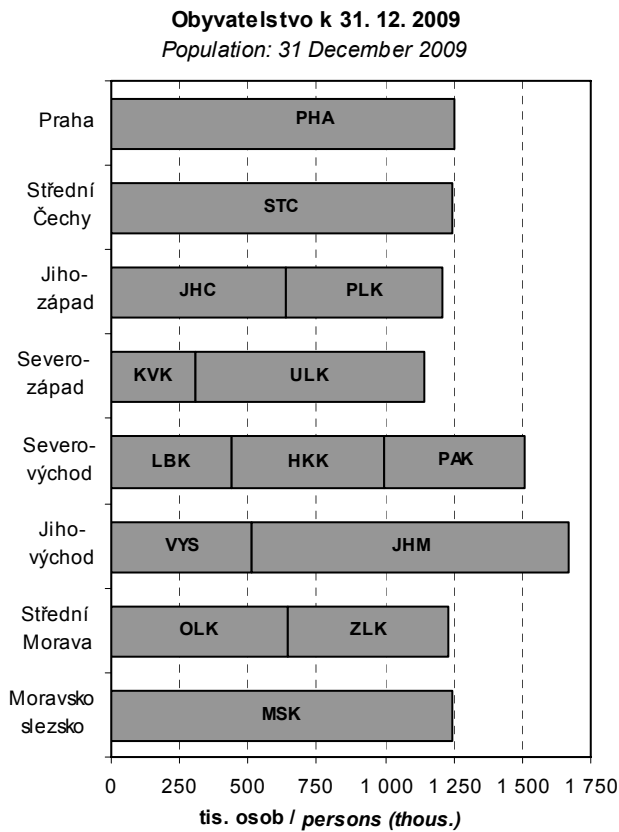 Obyvatelstvo k 31. 12. 2009
Population: 31 December 2009
Praha
PHA
Střední
Čechy
STC
Jiho-
západ
JHC PLK
Severo-
západ
KVK ULK
Severo-
východ
LBK HKK PAK
Jiho-
východ
VYS JHM
Střední
Morava
OLK ZLK
Moravsko
slezsko
MSK
0 250 500 750 1 000 1 250 1 500 1 750
tis. osob / persons (thous.)